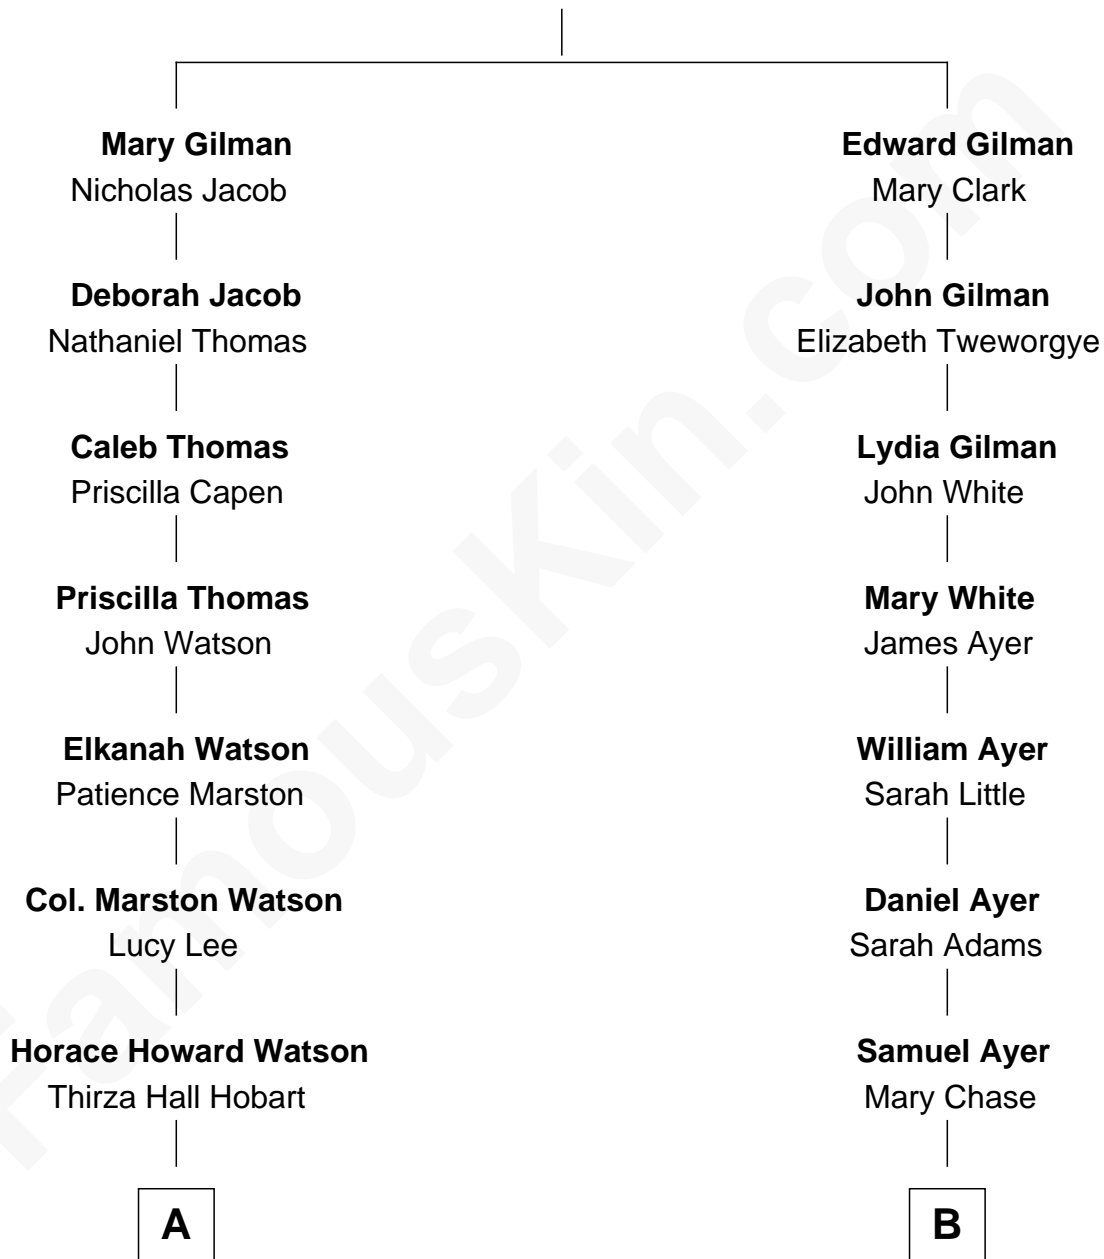 Mary Gilman
Nicholas Jacob
Deborah Jacob
Nathaniel Thomas
Caleb Thomas
Priscilla Capen
Priscilla Thomas
John Watson
Elkanah Watson
Patience Marston
Col. Marston Watson
Lucy Lee
Horace Howard Watson
Thirza Hall Hobart
A
Edward Gilman
Mary Clark
John Gilman
Elizabeth Tweworgye
Lydia Gilman
John White
Mary White
James Ayer
William Ayer
Sarah Little
Daniel Ayer
Sarah Adams
Samuel Ayer
Mary Chase
B
FamousKin.com